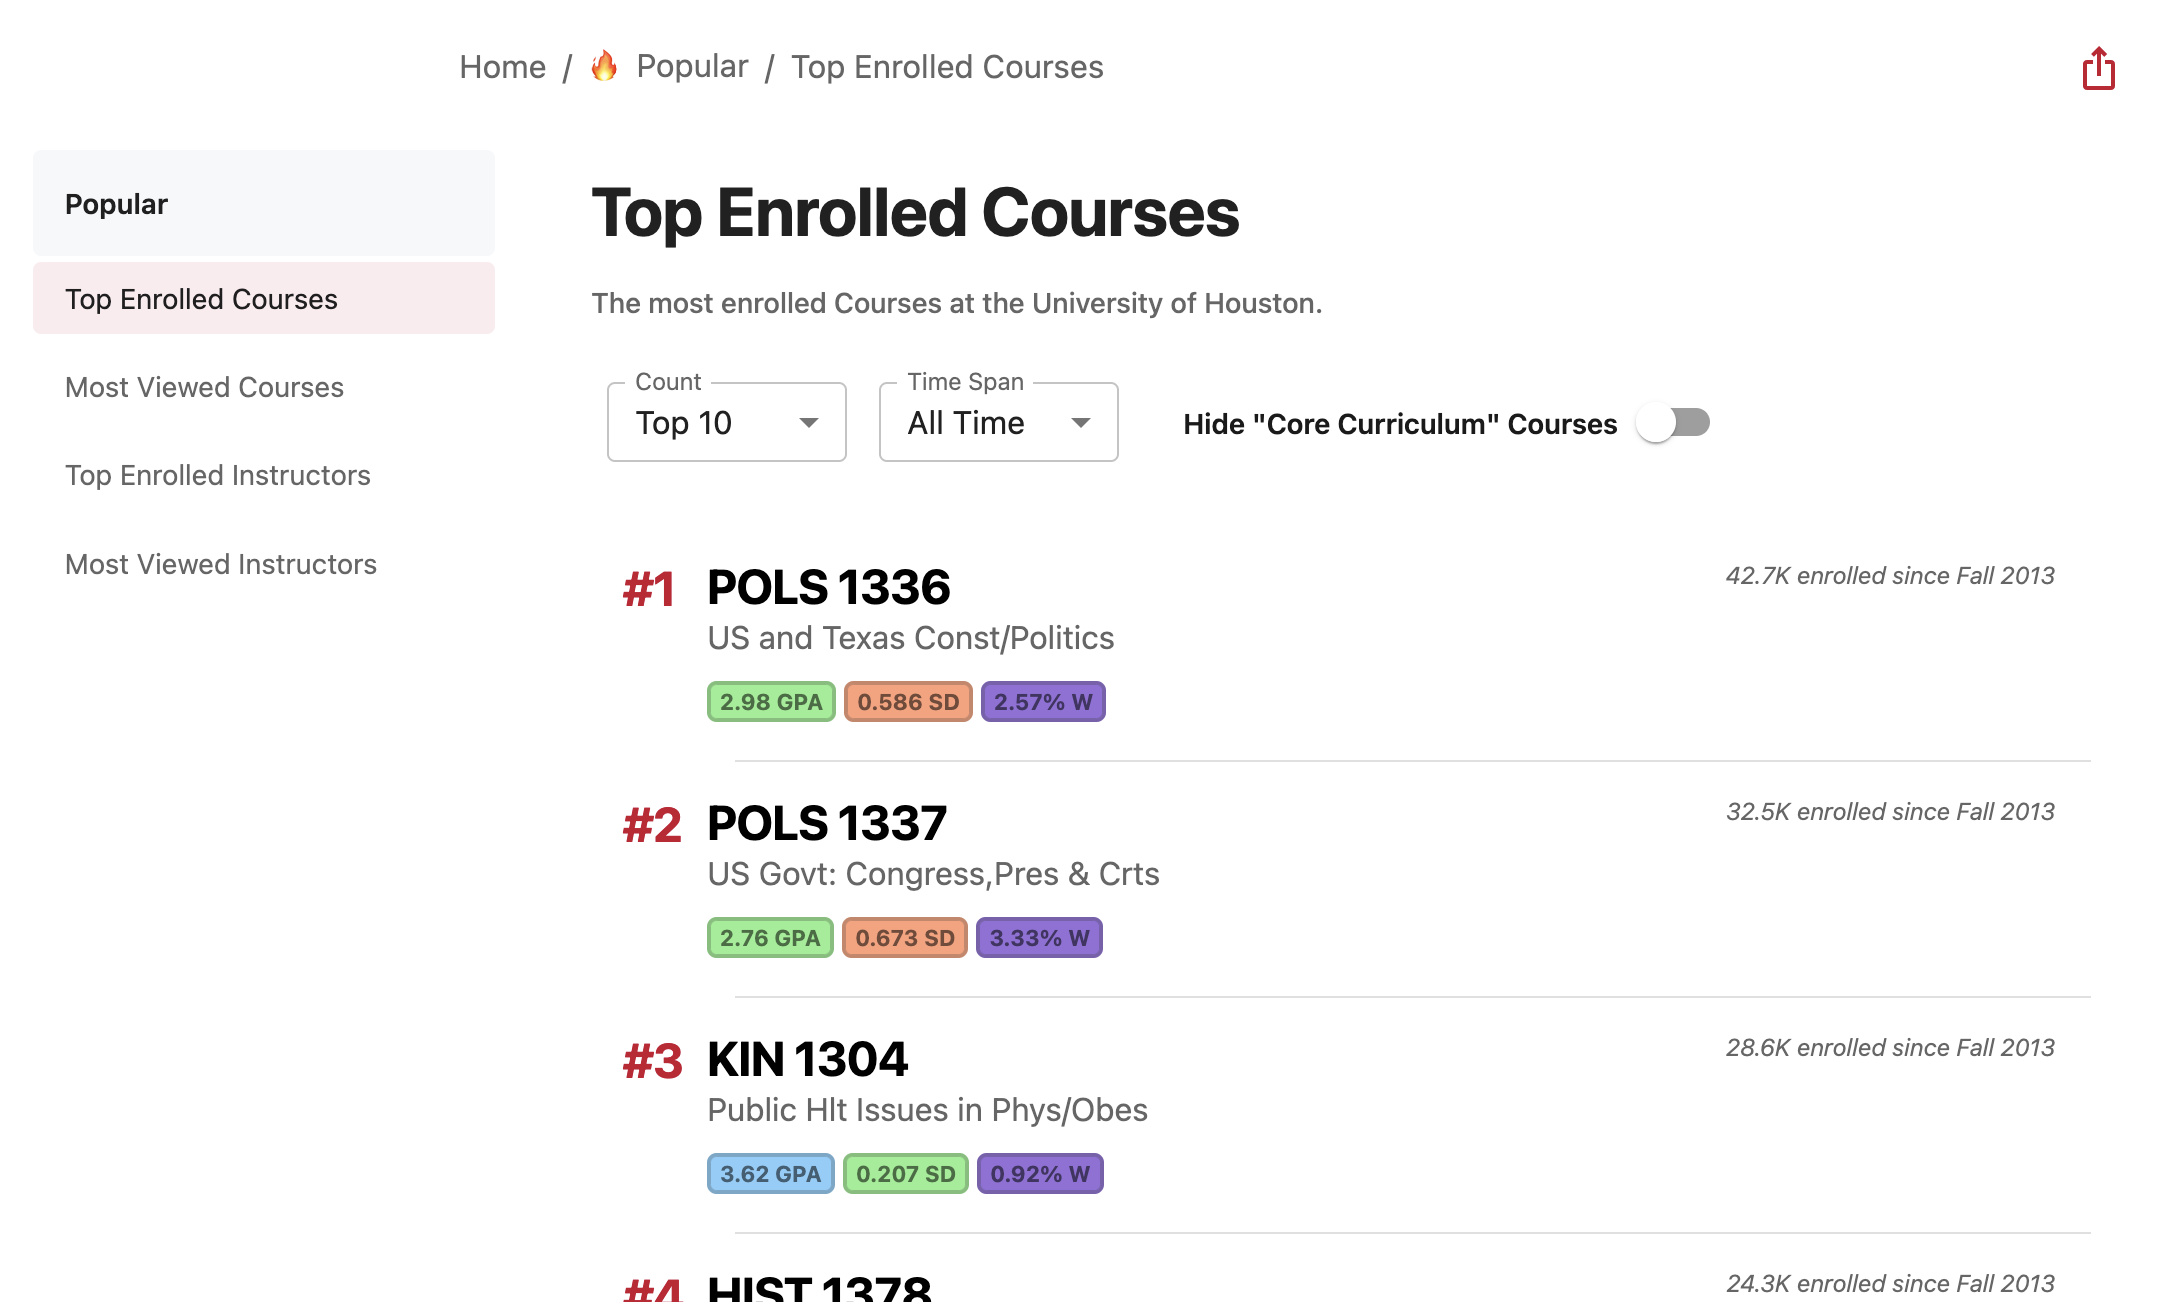 Home / 🔥 Popular / Top Enrolled Courses
Popular
Top Enrolled Courses
Most Viewed Courses
Top Enrolled Instructors
Most Viewed Instructors
Top Enrolled Courses
The most enrolled Courses at the University of Houston.
Count
Top 10
Time Span
All Time
Hide "Core Curriculum" Courses
#1 POLS 1336
42.7K enrolled since Fall 2013
US and Texas Const/Politics
2.98 GPA 0.586 SD 2.57% W
#2 POLS 1337
32.5K enrolled since Fall 2013
US Govt: Congress,Pres & Crts
2.76 GPA 0.673 SD 3.33% W
#3 KIN 1304
28.6K enrolled since Fall 2013
Public Hlt Issues in Phys/Obes
3.62 GPA 0.207 SD 0.92% W
#4 HIST 1378
24.3K enrolled since Fall 2013